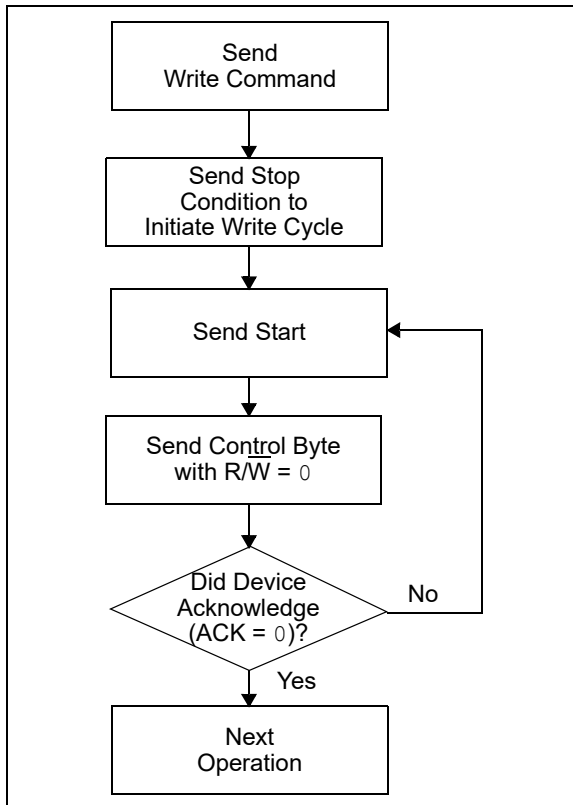 Send
Write Command
Send Stop
Condition to
Initiate Write Cycle
Send Start
Send Control Byte
with R/W̅ = 0
Did Device
Acknowledge
(ACK = 0)?
No
Yes
Next
Operation